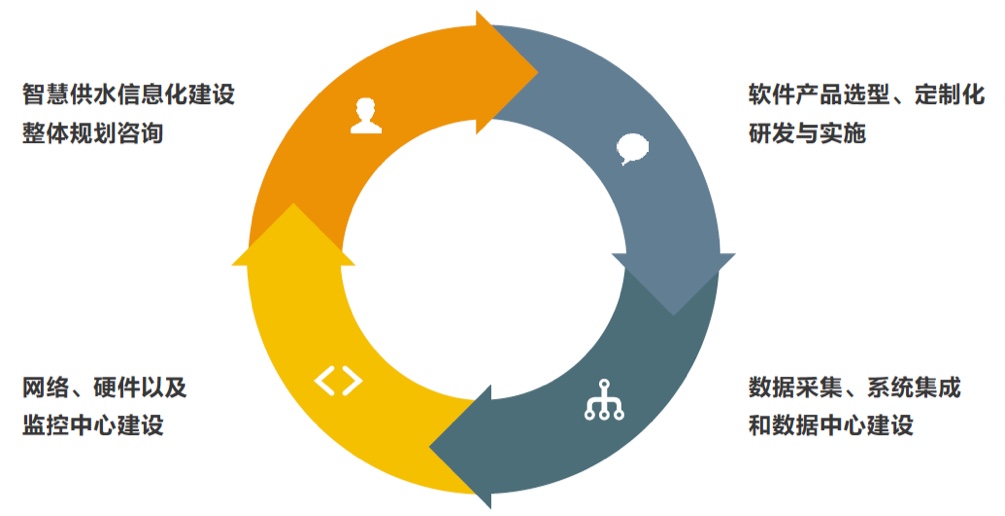 智慧供水信息化建设
整体规划咨询
软件产品选型、定制化
研发与实施
网络、硬件以及
监控中心建设
数据采集、系统集成
和数据中心建设